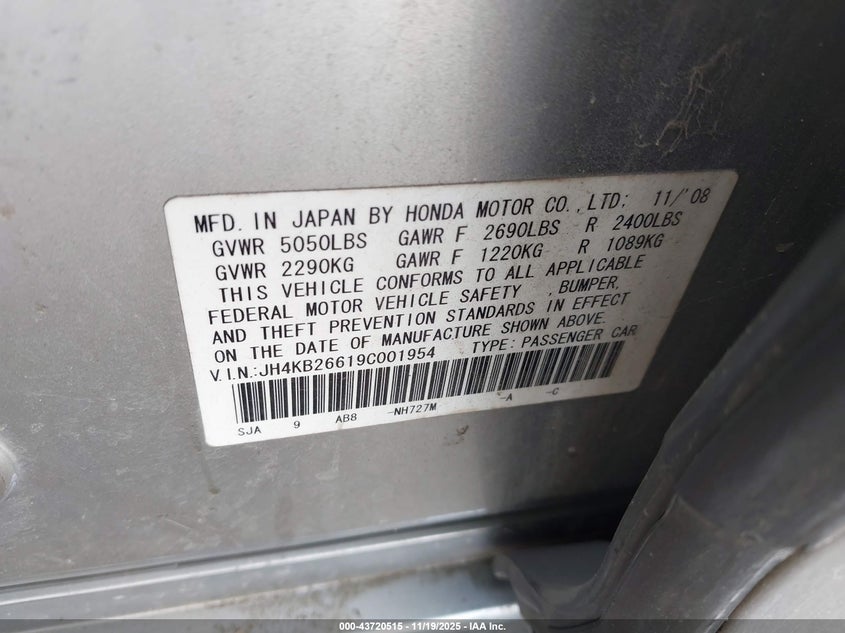 MFD. IN JAPAN BY HONDA MOTOR CO., LTD; 11/'08
GVWR 5050LBS GAWR F 2690LBS R 2400LBS
GVWR 2290KG GAWR F 1220KG R 1089KG
THIS VEHICLE CONFORMS TO ALL APPLICABLE
FEDERAL MOTOR VEHICLE SAFETY , BUMPER,
AND THEFT PREVENTION STANDARDS IN EFFECT
ON THE DATE OF MANUFACTURE SHOWN ABOVE.
V.I.N.:JH4KB26619C001954 TYPE: PASSENGER CAR
SJA 9 AB8 -NH727M -A -C
000-43720515 - 11/19/2025 - IAA Inc.